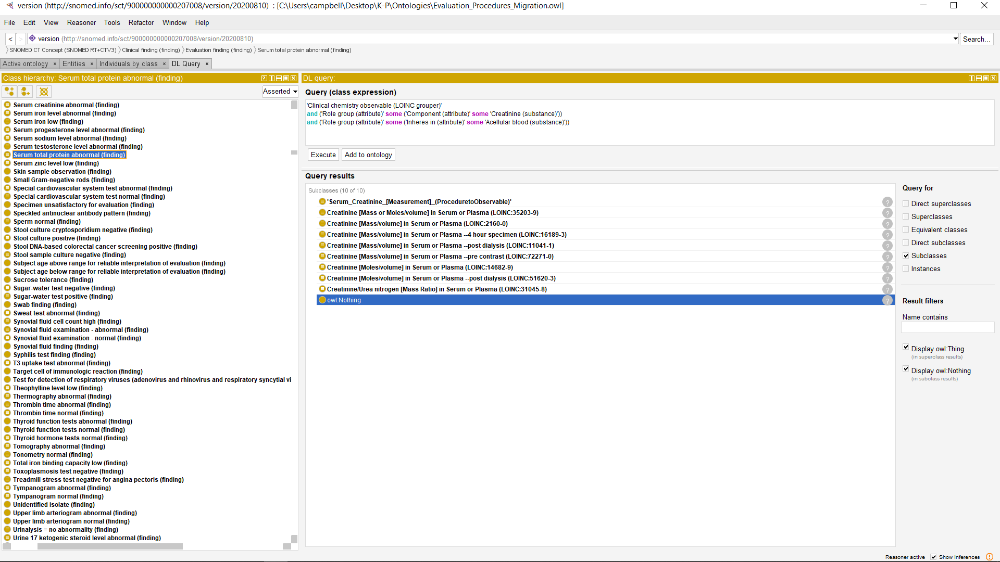 version (http://snomed.info/sct/900000000000207008/version/20200810)  : [C:\Users\campbell\Desktop\K-P\Ontologies\Evaluation_Procedures_Migration.owl]
File Edit View Reasoner Tools Refactor Window Help
< > version (http://snomed.info/sct/900000000000207008/version/20200810) Search...
SNOMED CT Concept (SNOMED RT+CTV3) Clinical finding (finding) Evaluation finding (finding) Serum total protein abnormal (finding)
Active ontology × Entities × Individuals by class × DL Query ×
Class hierarchy: Serum total protein abnormal (finding)
Asserted
Serum creatinine abnormal (finding)
Serum iron level abnormal (finding)
Serum iron low (finding)
Serum progesterone level abnormal (finding)
Serum sodium level abnormal (finding)
Serum testosterone level abnormal (finding)
Serum total protein abnormal (finding)
Serum zinc level low (finding)
Skin sample observation (finding)
Small Gram-negative rods (finding)
Special cardiovascular system test abnormal (finding)
Special cardiovascular system test normal (finding)
Specimen unsatisfactory for evaluation (finding)
Speckled antinuclear antibody pattern (finding)
Sperm normal (finding)
Stool culture cryptosporidium negative (finding)
Stool culture positive (finding)
Stool DNA-based colorectal cancer screening positive (finding)
Stool sample culture negative (finding)
Subject age above range for reliable interpretation of evaluation (finding)
Subject age below range for reliable interpretation of evaluation (finding)
Sucrose tolerance (finding)
Sugar-water test negative (finding)
Sugar-water test positive (finding)
Swab finding (finding)
Sweat test abnormal (finding)
Synovial fluid cell count high (finding)
Synovial fluid examination - abnormal (finding)
Synovial fluid examination - normal (finding)
Synovial fluid finding (finding)
Syphilis test finding (finding)
T3 uptake test abnormal (finding)
Target cell of immunologic reaction (finding)
Test for detection of respiratory viruses (adenovirus and rhinovirus and respiratory syncytial vi
Theophylline level low (finding)
Thermography abnormal (finding)
Thrombin time abnormal (finding)
Thrombin time normal (finding)
Thyroid function tests abnormal (finding)
Thyroid function tests normal (finding)
Thyroid hormone tests normal (finding)
Tomography abnormal (finding)
Tonometry normal (finding)
Total iron binding capacity low (finding)
Toxoplasmosis test negative (finding)
Treadmill stress test negative for angina pectoris (finding)
Tympanogram abnormal (finding)
Tympanogram normal (finding)
Unidentified isolate (finding)
Upper limb arteriogram abnormal (finding)
Upper limb arteriogram normal (finding)
Urinalysis = no abnormality (finding)
Urine 17 ketogenic steroid level abnormal (finding)
DL query:
Query (class expression)
'Clinical chemistry observable (LOINC grouper)'
and ('Role group (attribute)' some ('Component (attribute)' some 'Creatinine (substance)'))
and ('Role group (attribute)' some ('Inheres in (attribute)' some 'Acellular blood (substance)'))
Execute Add to ontology
Query results
Subclasses (10 of 10)
'Serum_Creatinine_[Measurement]_(ProceduretoObservable)'
Creatinine [Mass or Moles/volume] in Serum or Plasma (LOINC:35203-9)
Creatinine [Mass/volume] in Serum or Plasma (LOINC:2160-0)
Creatinine [Mass/volume] in Serum or Plasma --4 hour specimen (LOINC:16189-3)
Creatinine [Mass/volume] in Serum or Plasma --post dialysis (LOINC:11041-1)
Creatinine [Mass/volume] in Serum or Plasma --pre contrast (LOINC:72271-0)
Creatinine [Moles/volume] in Serum or Plasma (LOINC:14682-9)
Creatinine [Moles/volume] in Serum or Plasma --post dialysis (LOINC:51620-3)
Creatinine/Urea nitrogen [Mass Ratio] in Serum or Plasma (LOINC:31045-8)
owl:Nothing
Query for
Direct superclasses
Superclasses
Equivalent classes
Direct subclasses
Subclasses
Instances
Result filters
Name contains
Display owl:Thing
(in superclass results)
Display owl:Nothing
(in subclass results)
Reasoner active Show Inferences